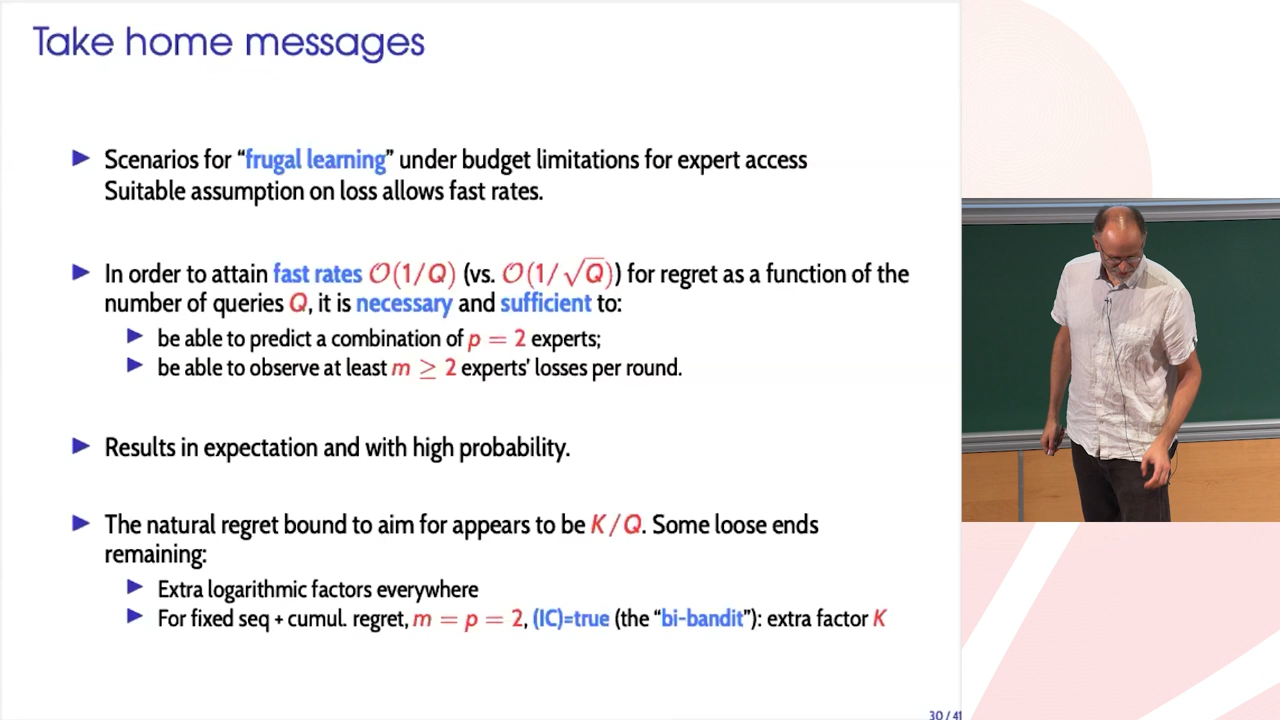 Take home messages
Scenarios for “frugal learning” under budget limitations for expert access
Suitable assumption on loss allows fast rates.
In order to attain fast rates O(1/Q) (vs. O(1/√Q)) for regret as a function of the
number of queries Q, it is necessary and sufficient to:
be able to predict a combination of p = 2 experts;
be able to observe at least m ≥ 2 experts’ losses per round.
Results in expectation and with high probability.
The natural regret bound to aim for appears to be K/Q. Some loose ends
remaining:
Extra logarithmic factors everywhere
For fixed seq + cumul. regret, m = p = 2, (IC)=true (the “bi-bandit”): extra factor K
30 / 41